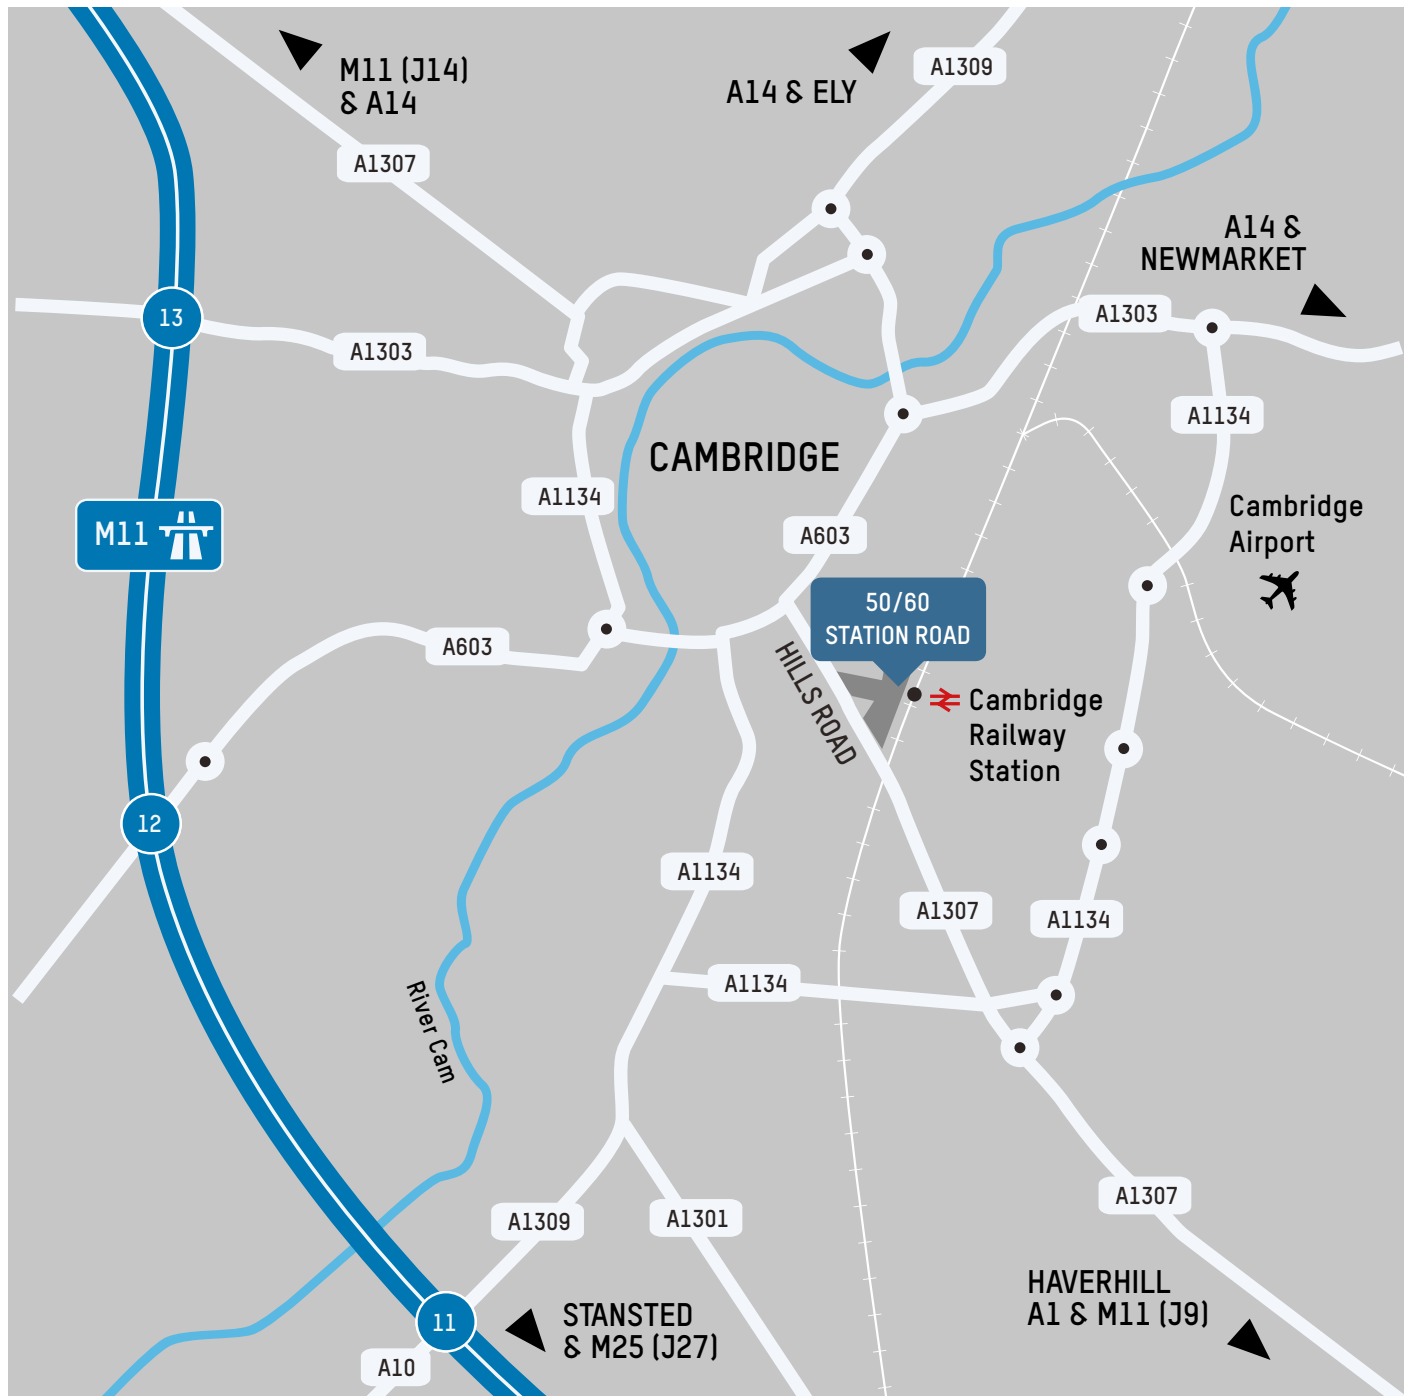 M11 (J14)
& A14
A14 & ELY
A1309
A1307
A14 &
NEWMARKET
13
A1303
A1303
A1134
CAMBRIDGE
A1134
Cambridge
Airport
M11
A603
50/60
STATION ROAD
A603
HILLS ROAD
Cambridge
Railway
Station
12
A1134
A1307
A1134
A1134
River Cam
A1307
A1309
A1301
HAVERHILL
A1 & M11 (J9)
11
STANSTED
& M25 (J27)
A10